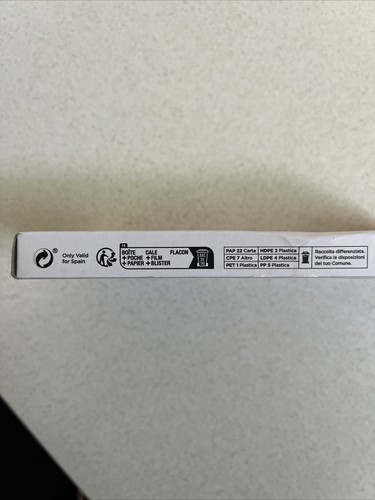 ®
Only Valid
for Spain
FR
BOÎTE CALE FLACON
+ POCHE + FILM
+ PAPIER + BLISTER
PAP 22 Carta HDPE 2 Plastica
CPE 7 Altro LDPE 4 Plastica
PET 1 Plastica PP 5 Plastica
Raccolta differenziata.
Verifica le disposizioni
del tuo Comune.